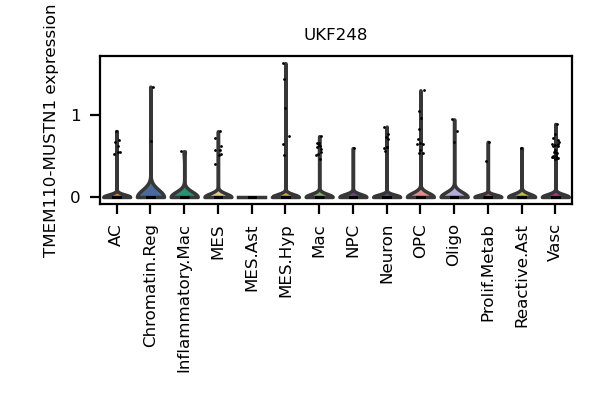 UKF248
TMEM110-MUSTN1 expression
1
0
AC
Chromatin.Reg
Inflammatory.Mac
MES
MES.Ast
MES.Hyp
Mac
NPC
Neuron
OPC
Oligo
Prolif.Metab
Reactive.Ast
Vasc